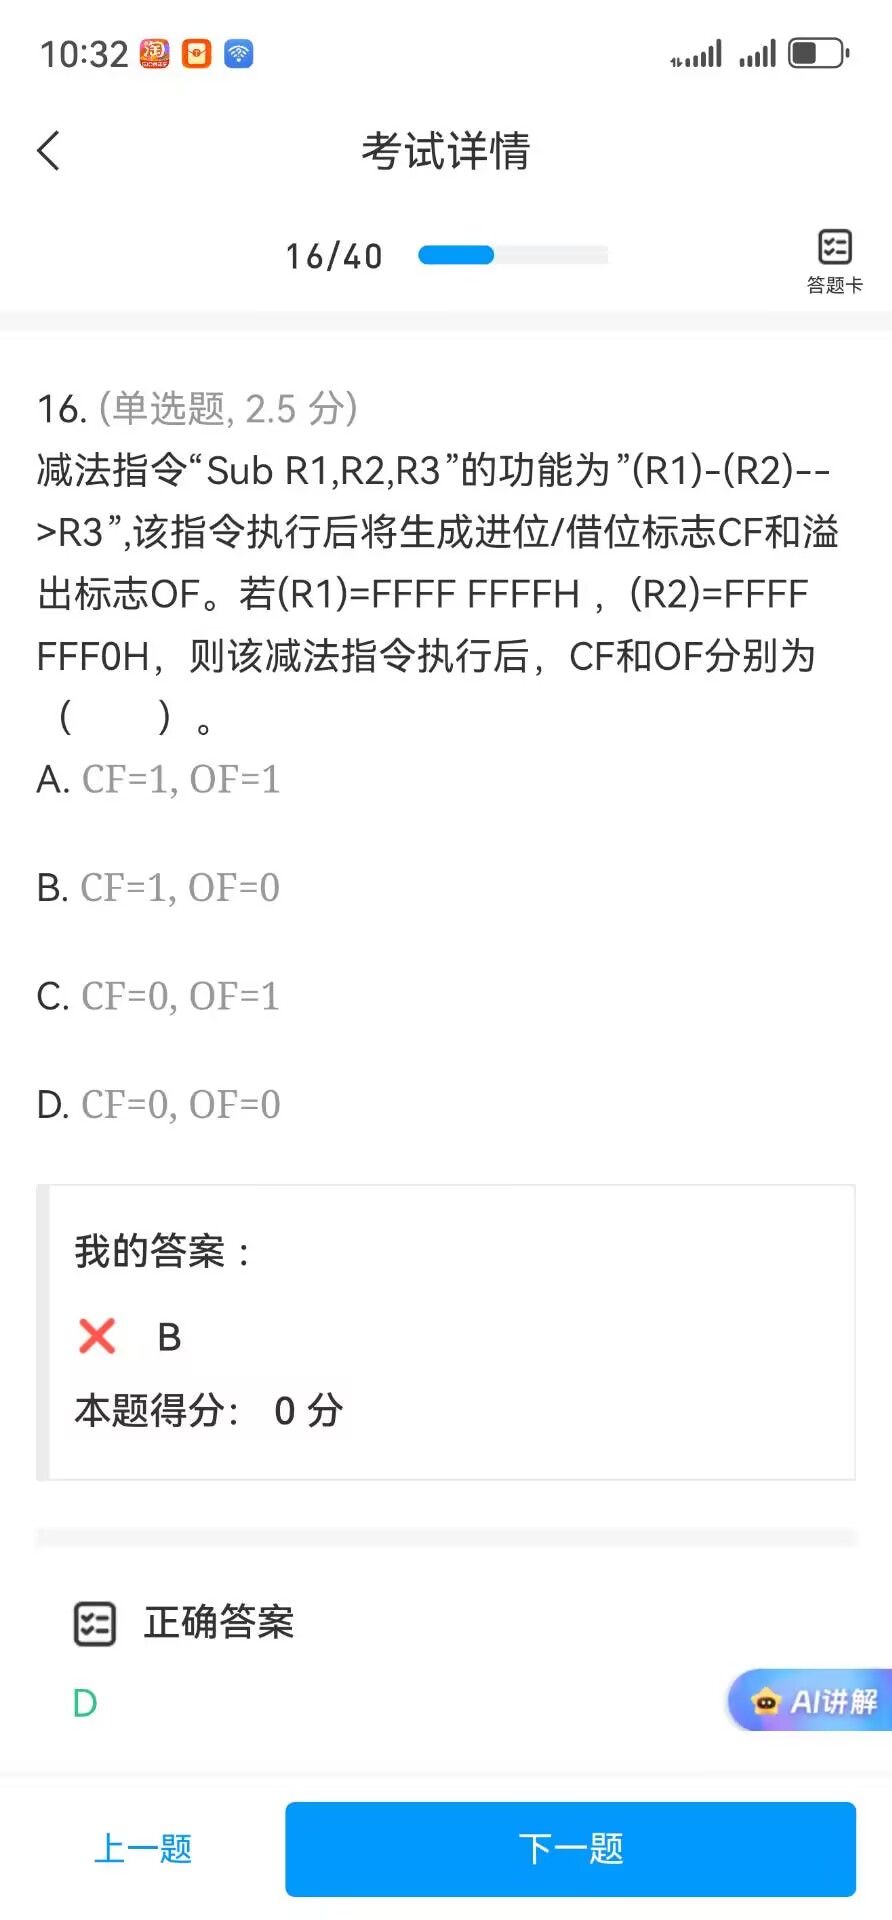 10:32
考试详情
16/40
答题卡
16. (单选题, 2.5 分)
减法指令“Sub R1,R2,R3”的功能为”(R1)-(R2)--
>R3”,该指令执行后将生成进位/借位标志CF和溢
出标志OF。若(R1)=FFFF FFFFH ，(R2)=FFFF
FFF0H，则该减法指令执行后，CF和OF分别为
（　　）。
A. CF=1, OF=1
B. CF=1, OF=0
C. CF=0, OF=1
D. CF=0, OF=0
我的答案：
❌ B
本题得分： 0 分
正确答案
D
AI讲解
上一题
下一题